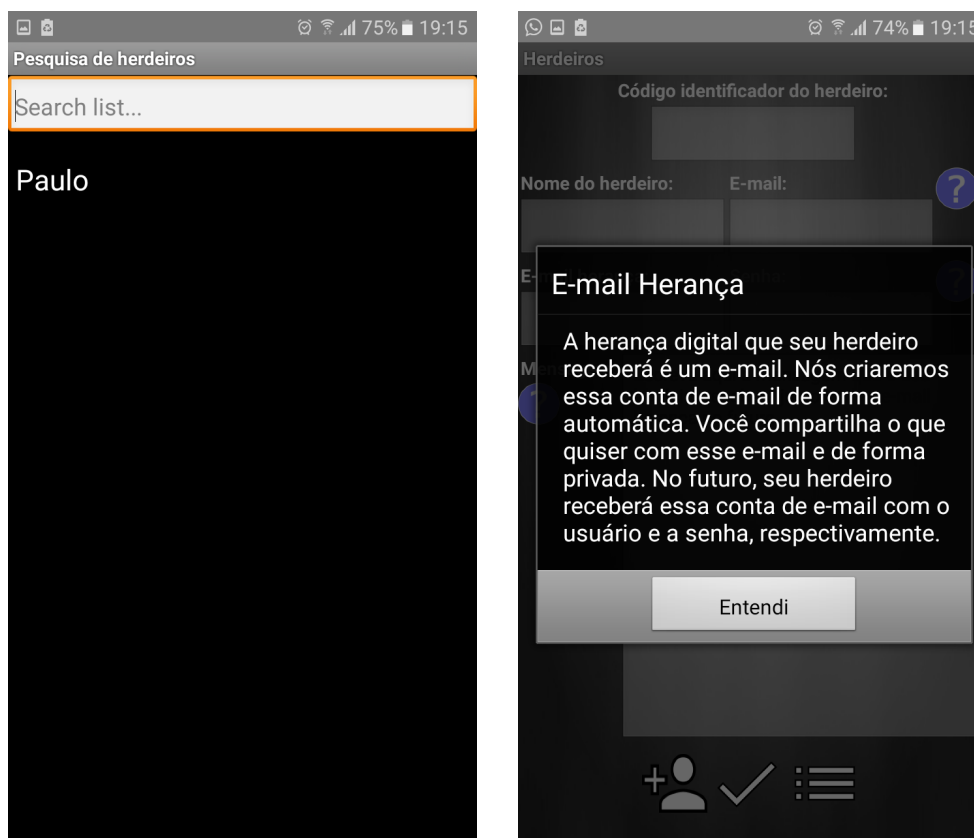 75% 19:15
Pesquisa de herdeiros
Search list...
Paulo
74% 19:15
Herdeiros
Código identificador do herdeiro:
Nome do herdeiro: E-mail:
?
E-
E-mail Herança
A herança digital que seu herdeiro
receberá é um e-mail. Nós criaremos
essa conta de e-mail de forma
automática. Você compartilha o que
quiser com esse e-mail e de forma
privada. No futuro, seu herdeiro
receberá essa conta de e-mail com o
usuário e a senha, respectivamente.
Entendi